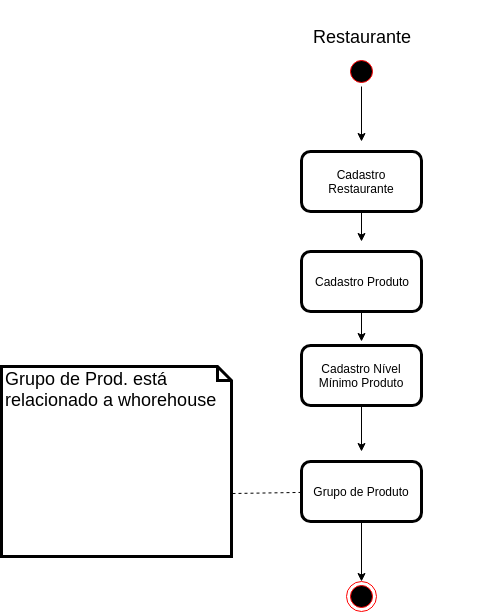 Restaurante
Cadastro
Restaurante
Cadastro Produto
Cadastro Nível
Mínimo Produto
Grupo de Prod. está
relacionado a whorehouse
Grupo de Produto